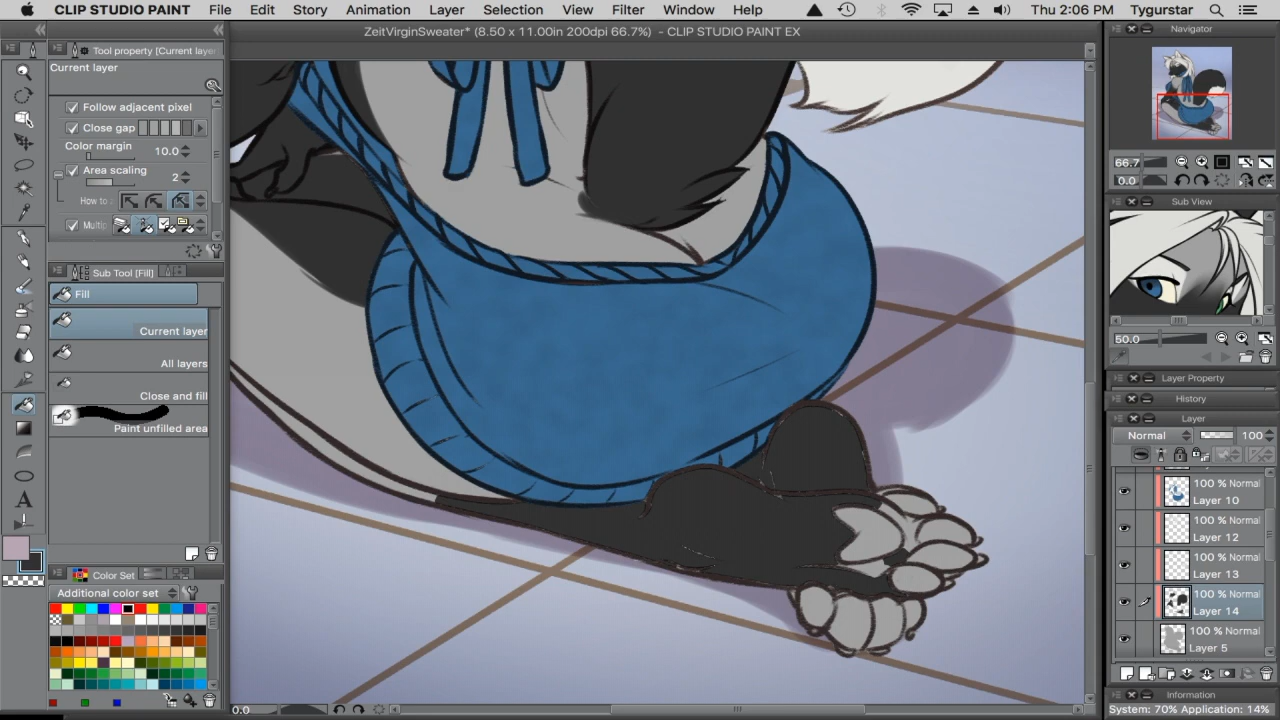 CLIP STUDIO PAINT File Edit Story Animation Layer Selection View Filter Window Help Thu 2:06 PM Tygurstar
ZeitVirginSweater* (8.50 x 11.00in 200dpi 66.7%) - CLIP STUDIO PAINT EX
Tool property [Current laye
Current layer
Follow adjacent pixel
Close gap
Color margin
10.0
Area scaling
2
How to
Multip
Sub Tool [Fill]
Fill
Current layer
All layers
Close and fill
Paint unfilled area
A
Color Set
Additional color set
0.0
Navigator
66.7
0.0
Sub View
50.0
Layer Property
History
Layer
Normal 100
100 % Normal
Layer 10
100 % Normal
Layer 12
100 % Normal
Layer 13
100 % Normal
Layer 14
100 % Normal
Layer 5
Information
System: 70% Application: 14%